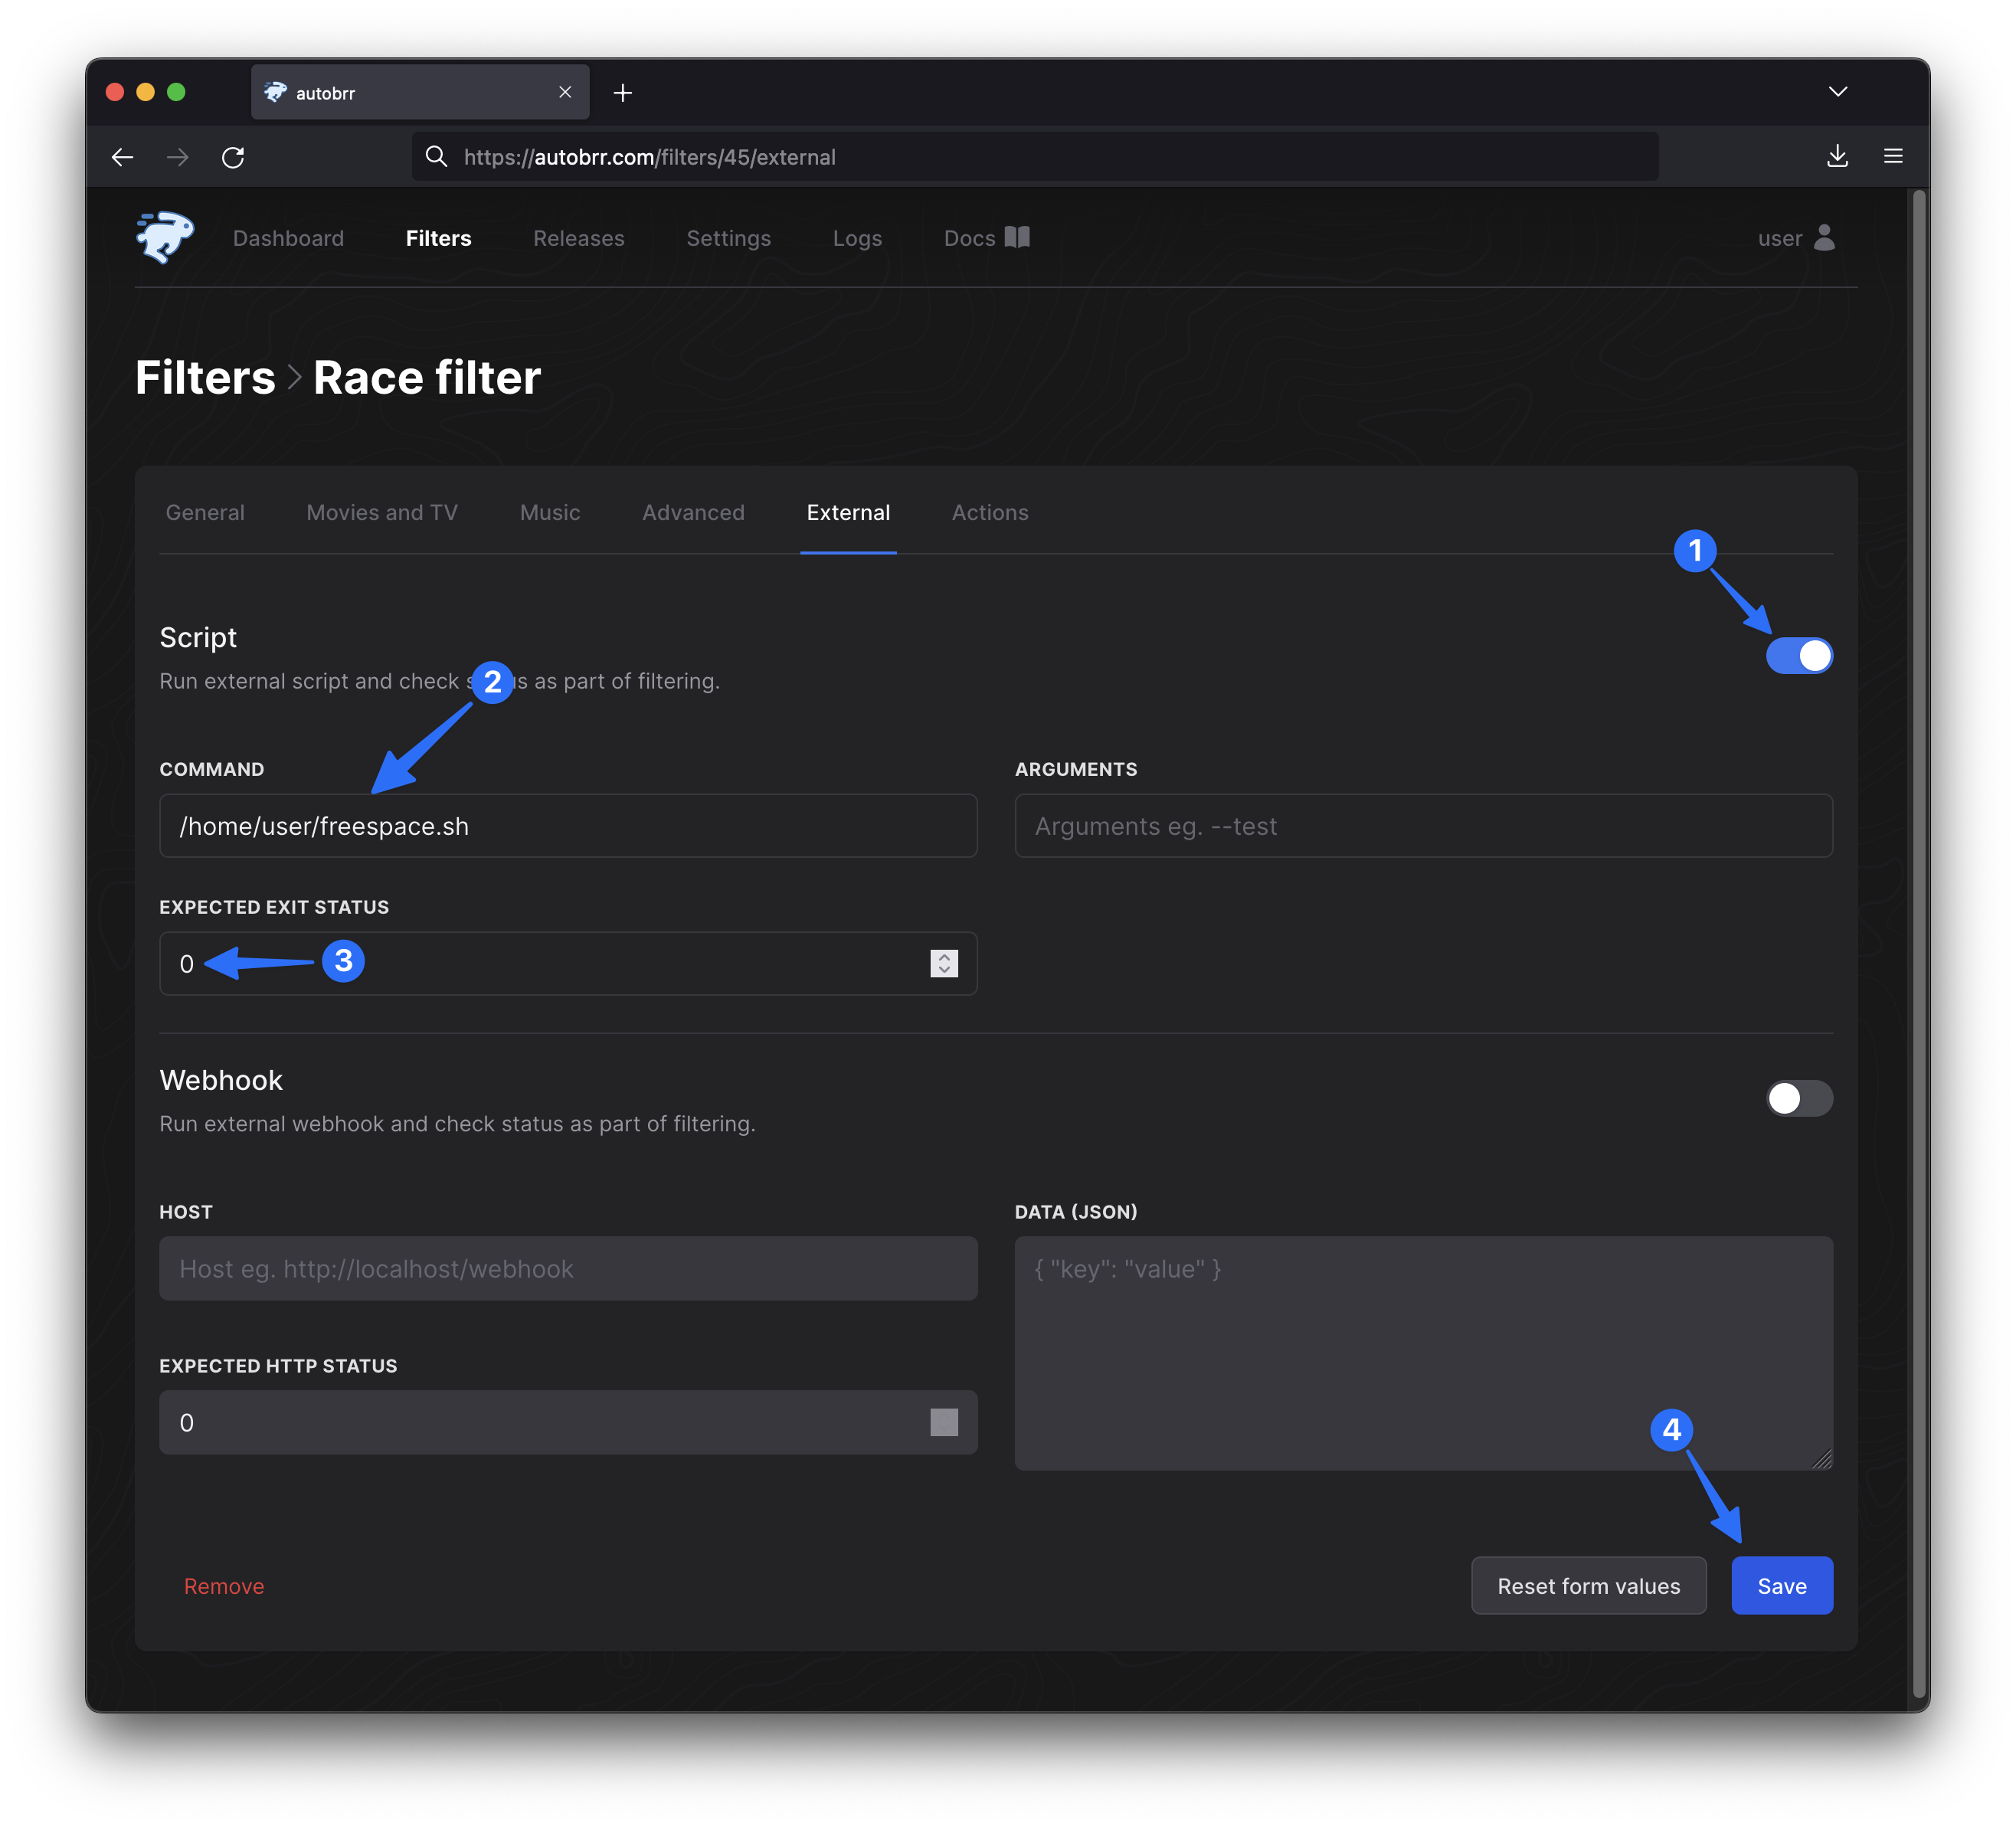 autobrr
https://autobrr.com/filters/45/external
Dashboard Filters Releases Settings Logs Docs user
Filters > Race filter
General Movies and TV Music Advanced External Actions
1
Script
Run external script and check s 2 us as part of filtering.
COMMAND ARGUMENTS
/home/user/freespace.sh Arguments eg. --test
EXPECTED EXIT STATUS
0 3
Webhook
Run external webhook and check status as part of filtering.
HOST DATA (JSON)
Host eg. http://localhost/webhook { "key": "value" }
EXPECTED HTTP STATUS
0
4
Remove Reset form values Save